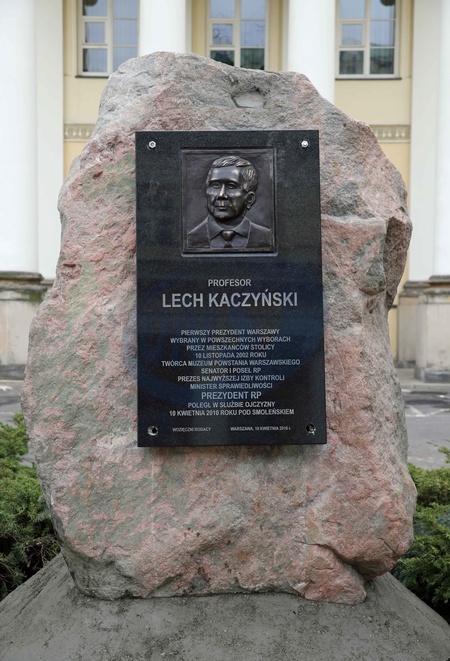 PROFESOR
LECH KACZYŃSKI
PIERWSZY PREZYDENT WARSZAWY
WYBRANY W POWSZECHNYCH WYBORACH
PRZEZ MIESZKAŃCÓW STOLICY
18 LISTOPADA 2002 ROKU
TWÓRCA MUZEUM POWSTANIA WARSZAWSKIEGO
SENATOR I POSEŁ RP
PREZES NAJWYŻSZEJ IZBY KONTROLI
MINISTER SPRAWIEDLIWOŚCI
PREZYDENT RP
POLEGŁ W SŁUŻBIE OJCZYZNY
10 KWIETNIA 2010 ROKU POD SMOLEŃSKIEM
WDZIĘCZNI RODACY WARSZAWA, 10 KWIETNIA 2016 r.